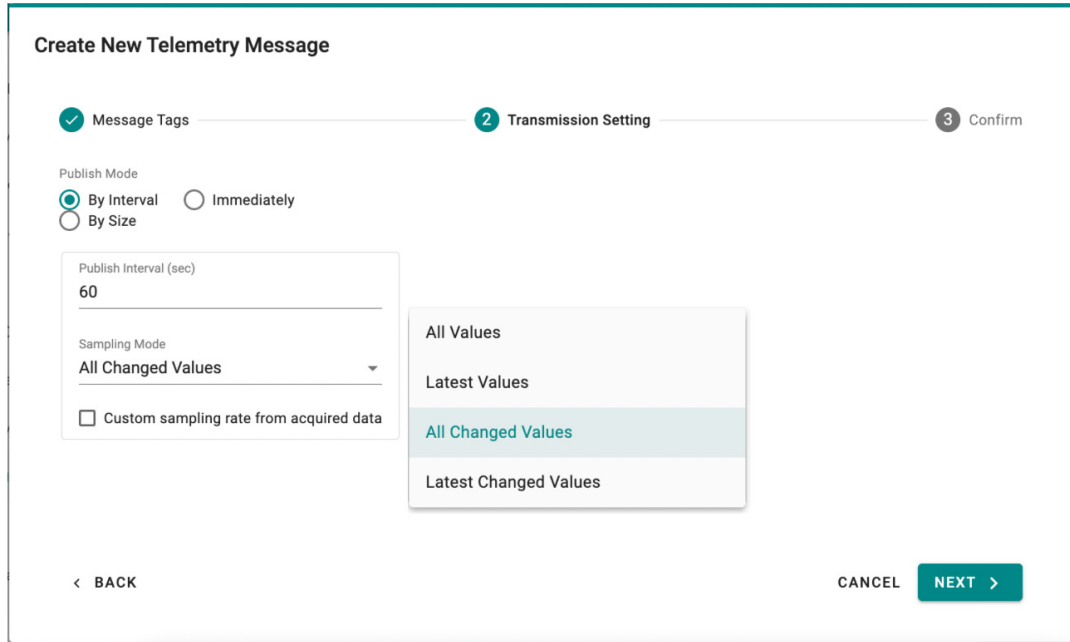 Create New Telemetry Message
Message Tags
2 Transmission Setting
3 Confirm
Publish Mode
By Interval
Immediately
By Size
Publish Interval (sec)
60
Sampling Mode
All Changed Values
Custom sampling rate from acquired data
All Values
Latest Values
All Changed Values
Latest Changed Values
BACK
CANCEL
NEXT